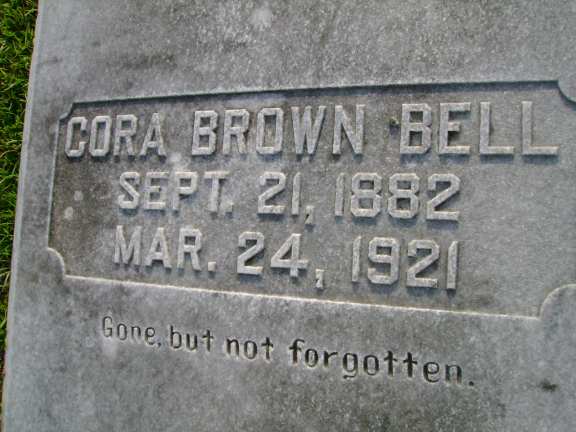 CORA BROWN BELL
SEPT. 21, 1882
MAR. 24, 1921
Gone, but not forgotten.